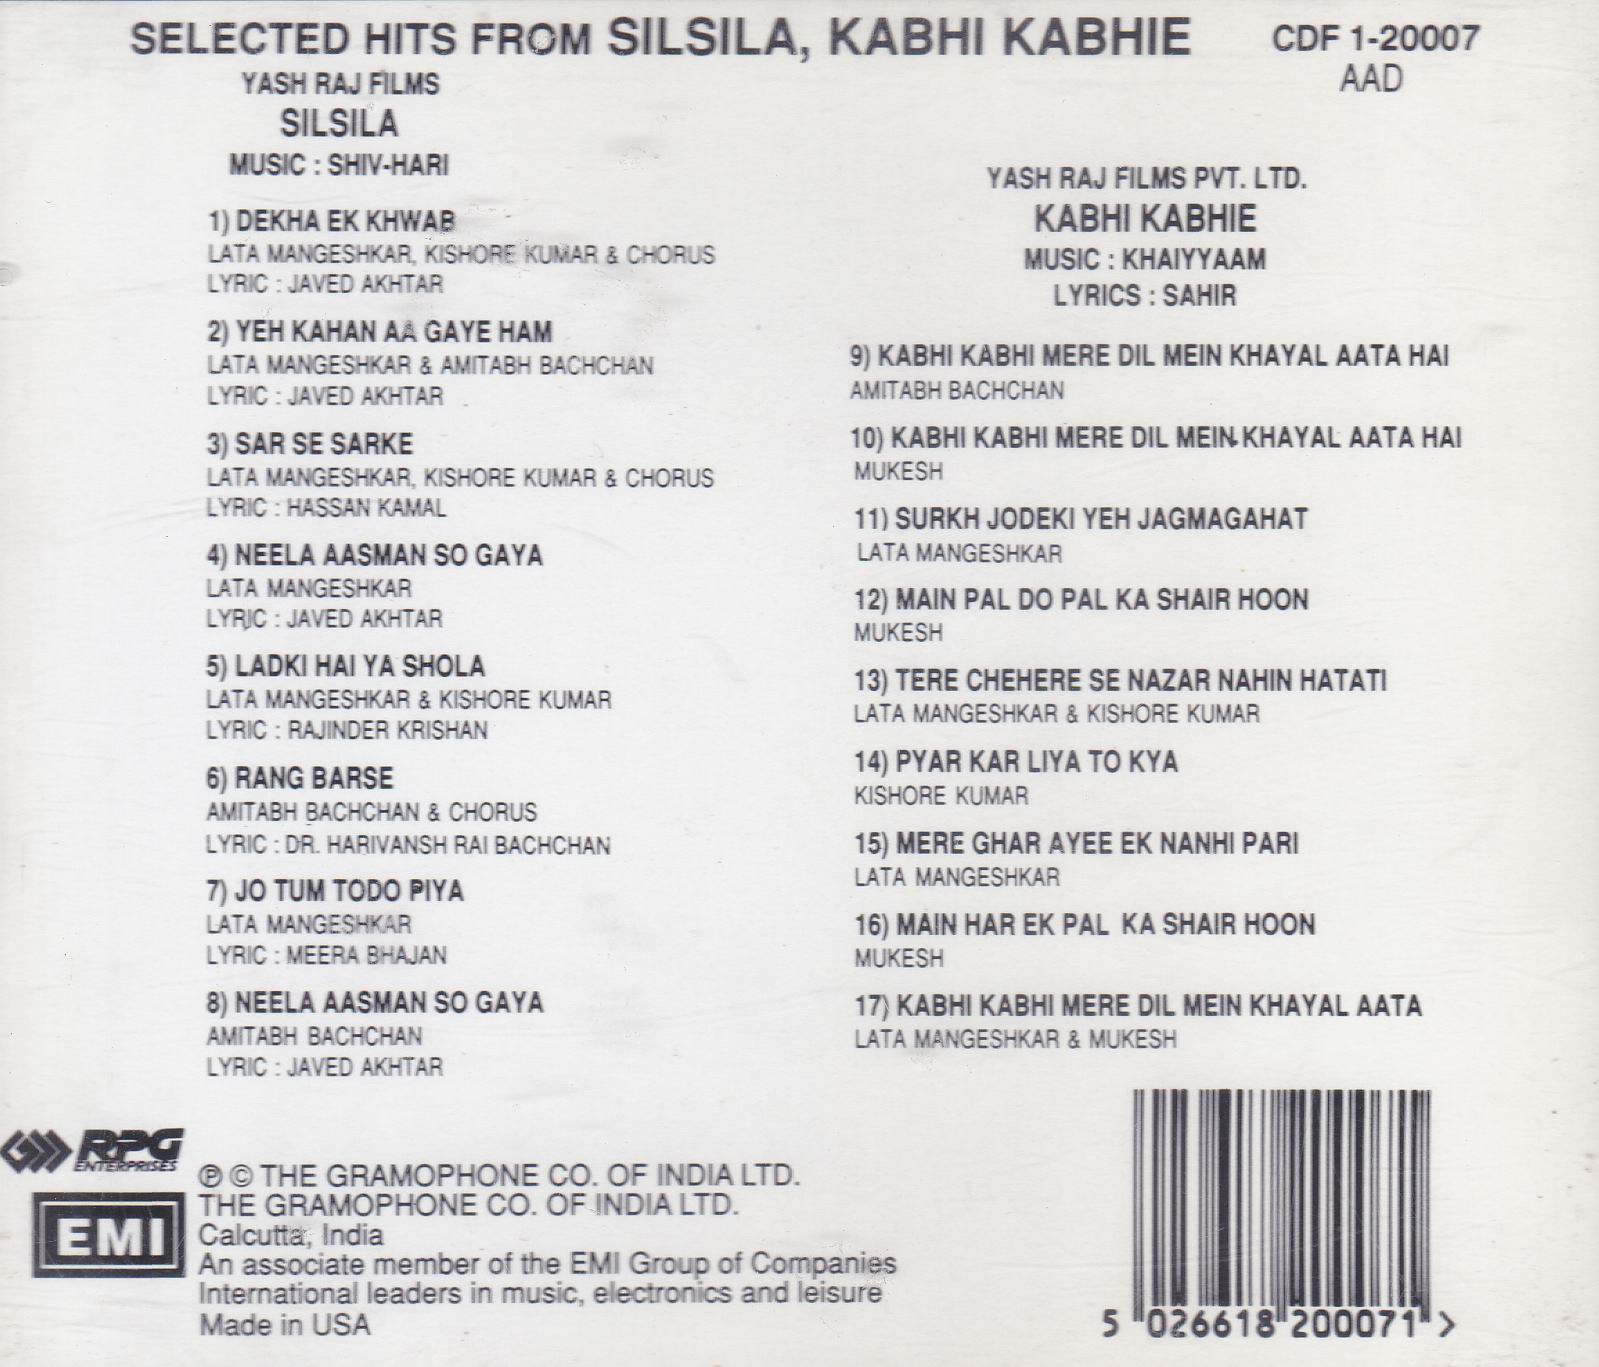 SELECTED HITS FROM SILSILA, KABHI KABHIE
CDF 1-20007
AAD
YASH RAJ FILMS
SILSILA
MUSIC : SHIV-HARI
1) DEKHA EK KHWAB
LATA MANGESHKAR, KISHORE KUMAR & CHORUS
LYRIC : JAVED AKHTAR
2) YEH KAHAN AA GAYE HAM
LATA MANGESHKAR & AMITABH BACHCHAN
LYRIC : JAVED AKHTAR
3) SAR SE SARKE
LATA MANGESHKAR, KISHORE KUMAR & CHORUS
LYRIC : HASSAN KAMAL
4) NEELA AASMAN SO GAYA
LATA MANGESHKAR
LYRIC : JAVED AKHTAR
5) LADKI HAI YA SHOLA
LATA MANGESHKAR & KISHORE KUMAR
LYRIC : RAJINDER KRISHAN
6) RANG BARSE
AMITABH BACHCHAN & CHORUS
LYRIC : DR. HARIVANSH RAI BACHCHAN
7) JO TUM TODO PIYA
LATA MANGESHKAR
LYRIC : MEERA BHAJAN
8) NEELA AASMAN SO GAYA
AMITABH BACHCHAN
LYRIC : JAVED AKHTAR
YASH RAJ FILMS PVT. LTD.
KABHI KABHIE
MUSIC : KHAIYYAAM
LYRICS : SAHIR
9) KABHI KABHI MERE DIL MEIN KHAYAL AATA HAI
AMITABH BACHCHAN
10) KABHI KABHI MERE DIL MEIN KHAYAL AATA HAI
MUKESH
11) SURKH JODEKI YEH JAGMAGAHAT
LATA MANGESHKAR
12) MAIN PAL DO PAL KA SHAIR HOON
MUKESH
13) TERE CHEHERE SE NAZAR NAHIN HATATI
LATA MANGESHKAR & KISHORE KUMAR
14) PYAR KAR LIYA TO KYA
KISHORE KUMAR
15) MERE GHAR AYEE EK NANHI PARI
LATA MANGESHKAR
16) MAIN HAR EK PAL KA SHAIR HOON
MUKESH
17) KABHI KABHI MERE DIL MEIN KHAYAL AATA
LATA MANGESHKAR & MUKESH
RPG
ENTERPRISES
EMI
℗ © THE GRAMOPHONE CO. OF INDIA LTD.
THE GRAMOPHONE CO. OF INDIA LTD.
Calcutta, India
An associate member of the EMI Group of Companies
International leaders in music, electronics and leisure
Made in USA
5 026618 200071 >